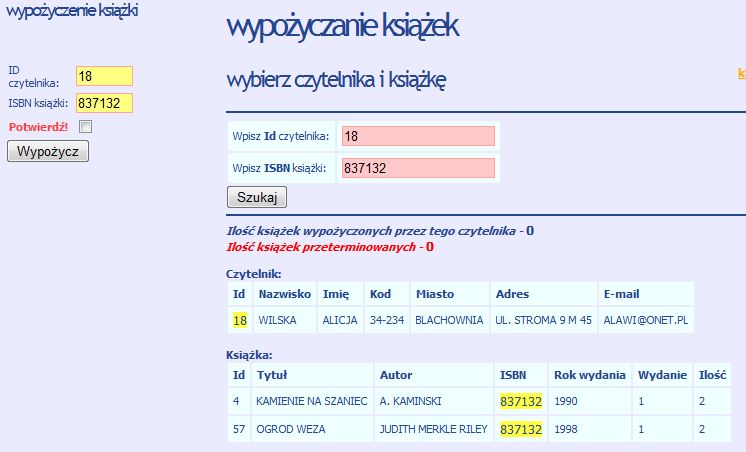 wypożyczenie książki
ID
czytelnika: 18
ISBN książki: 837132
Potwierdź!
Wypożycz
wypożyczanie książek
wybierz czytelnika i książkę
Wpisz Id czytelnika: 18
Wpisz ISBN książki: 837132
Szukaj
Ilość książek wypożyczonych przez tego czytelnika - 0
Ilość książek przeterminowanych - 0
Czytelnik:
Id Nazwisko Imię Kod Miasto Adres E-mail
18 WILSKA ALICJA 34-234 BLACHOWNIA UL. STROMA 9 M 45 ALAWI@ONET.PL
Książka:
Id Tytuł Autor ISBN Rok wydania Wydanie Ilość
4 KAMIENIE NA SZANIEC A. KAMINSKI 837132 1990 1 2
57 OGROD WEZA JUDITH MERKLE RILEY 837132 1998 1 2